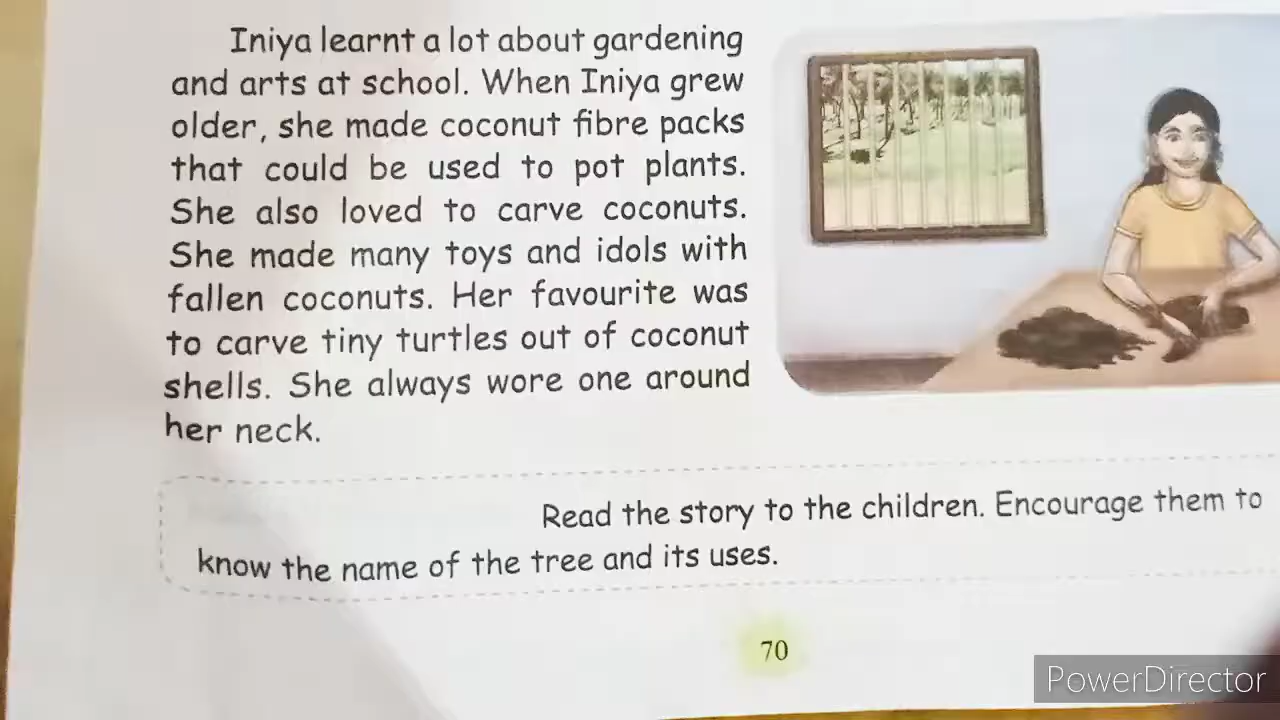 Iniya learnt a lot about gardening
and arts at school. When Iniya grew
older, she made coconut fibre packs
that could be used to pot plants.
She also loved to carve coconuts.
She made many toys and idols with
fallen coconuts. Her favourite was
to carve tiny turtles out of coconut
shells. She always wore one around
her neck.
Read the story to the children. Encourage them to
know the name of the tree and its uses.
70
PowerDirector